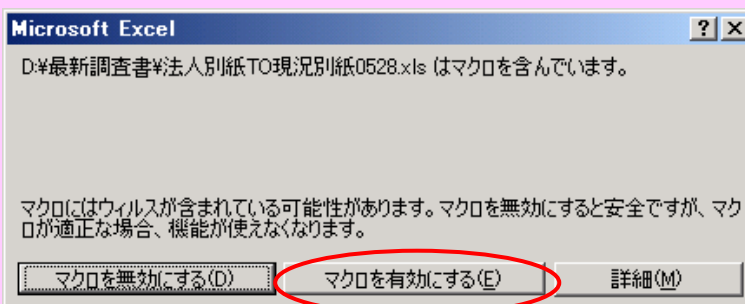 Microsoft Excel
D:¥最新調査書¥法人別紙TO現況別紙0528.xls はマクロを含んでいます。
マクロにはウィルスが含まれている可能性があります。マクロを無効にすると安全ですが、マク
ロが適正な場合、機能が使えなくなります。
マクロを無効にする(D) マクロを有効にする(E) 詳細(M)